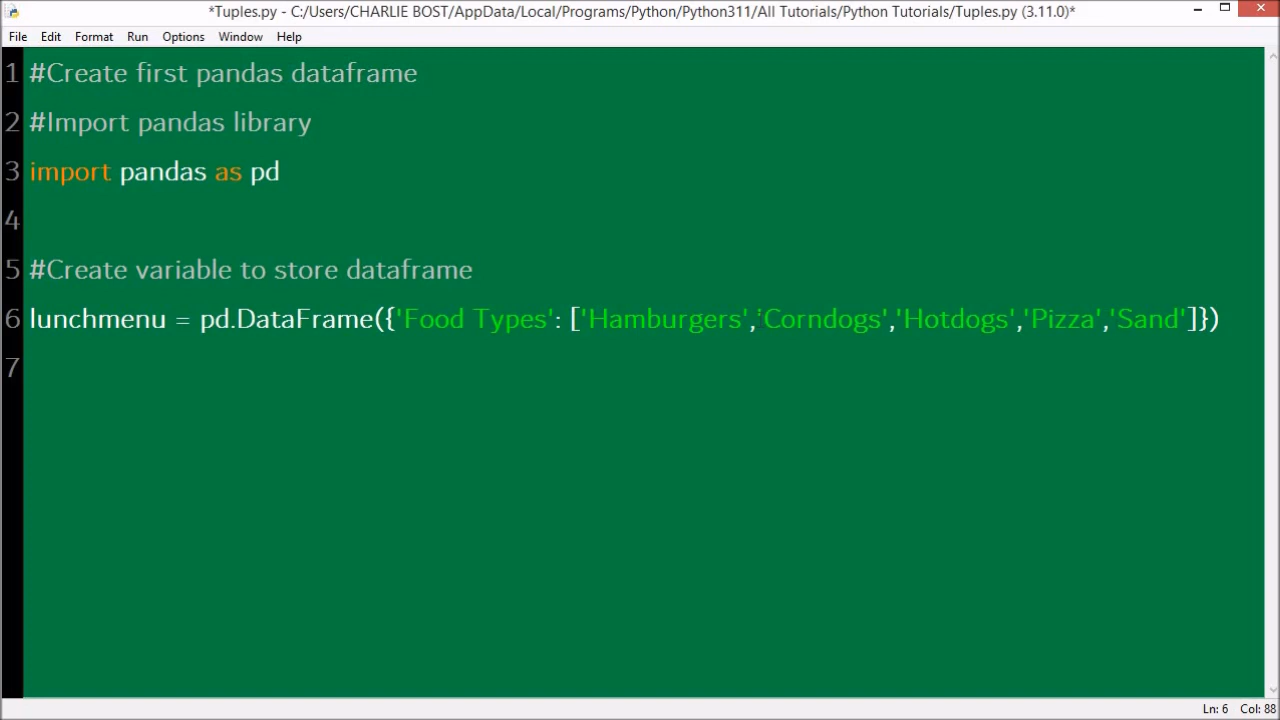 *Tuples.py - C:/Users/CHARLIE BOST/AppData/Local/Programs/Python/Python311/All Tutorials/Python Tutorials/Tuples.py (3.11.0)*
File Edit Format Run Options Window Help
1 #Create first pandas dataframe
2 #Import pandas library
3 import pandas as pd
4
5 #Create variable to store dataframe
6 lunchmenu = pd.DataFrame({'Food Types': ['Hamburgers','Corndogs','Hotdogs','Pizza','Sand']})
7
Ln: 6 Col: 88